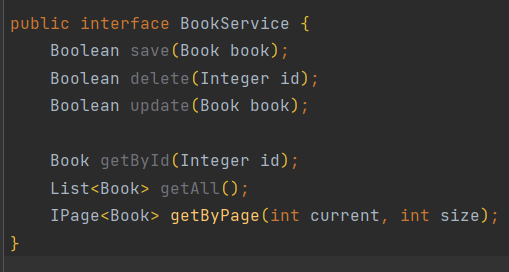 public interface BookService {
    Boolean save(Book book);
    Boolean delete(Integer id);
    Boolean update(Book book);

    Book getById(Integer id);
    List<Book> getAll();
    IPage<Book> getByPage(int current, int size);
}